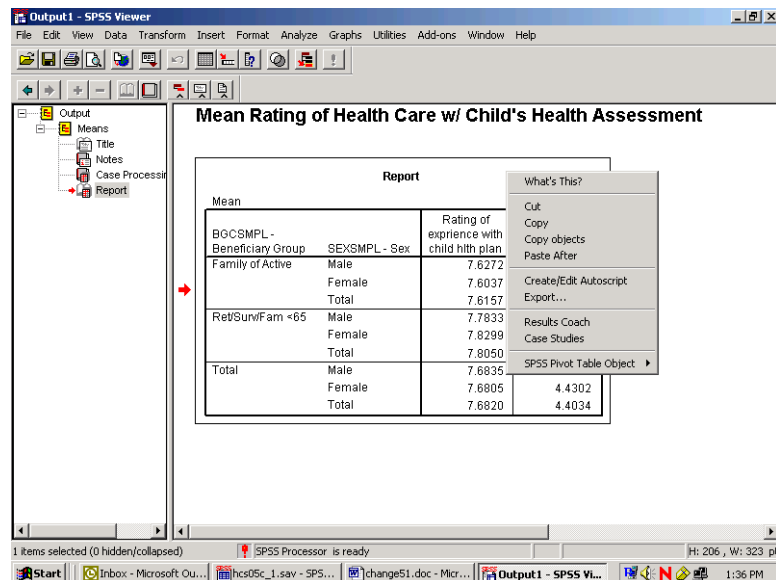 Output1 - SPSS Viewer
File Edit View Data Transform Insert Format Analyze Graphs Utilities Add-ons Window Help
Output
Means
Title
Notes
Case Processin
Report
Mean Rating of Health Care w/ Child's Health Assessment
Report
Mean
BGCSMPL - Beneficiary Group SEXSMPL - Sex Rating of exprience with child hlth plan
Family of Active Male 7.6272
Female 7.6037
Total 7.6157
Ret/Surv/Fam <65 Male 7.7833
Female 7.8299
Total 7.8050
Total Male 7.6835
Female 7.6805 4.4302
Total 7.6820 4.4034
What's This?
Cut
Copy
Copy objects
Paste After
Create/Edit Autoscript
Export...
Results Coach
Case Studies
SPSS Pivot Table Object
1 items selected (0 hidden/collapsed) SPSS Processor is ready H: 206 , W: 323 pt
Start Inbox - Microsoft Ou... hcs05c_1.sav - SPS... change51.doc - Micr... Output1 - SPSS Vi... 1:36 PM